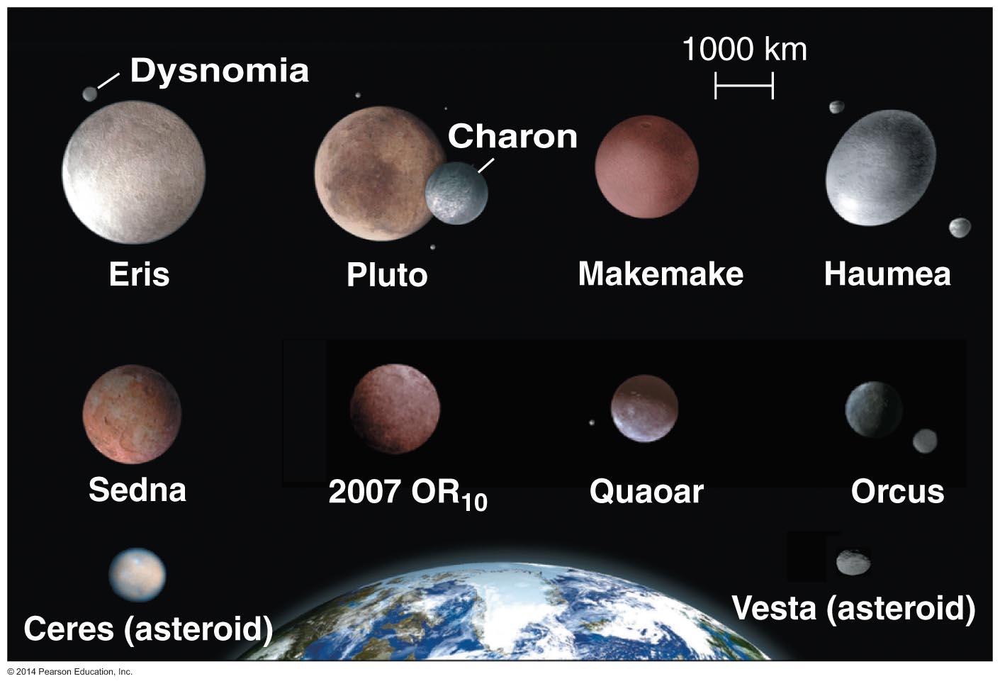 Dysnomia
1000 km
Charon
Eris
Pluto
Makemake
Haumea
Sedna
2007 OR₁₀
Quaoar
Orcus
Ceres (asteroid)
Vesta (asteroid)
© 2014 Pearson Education, Inc.